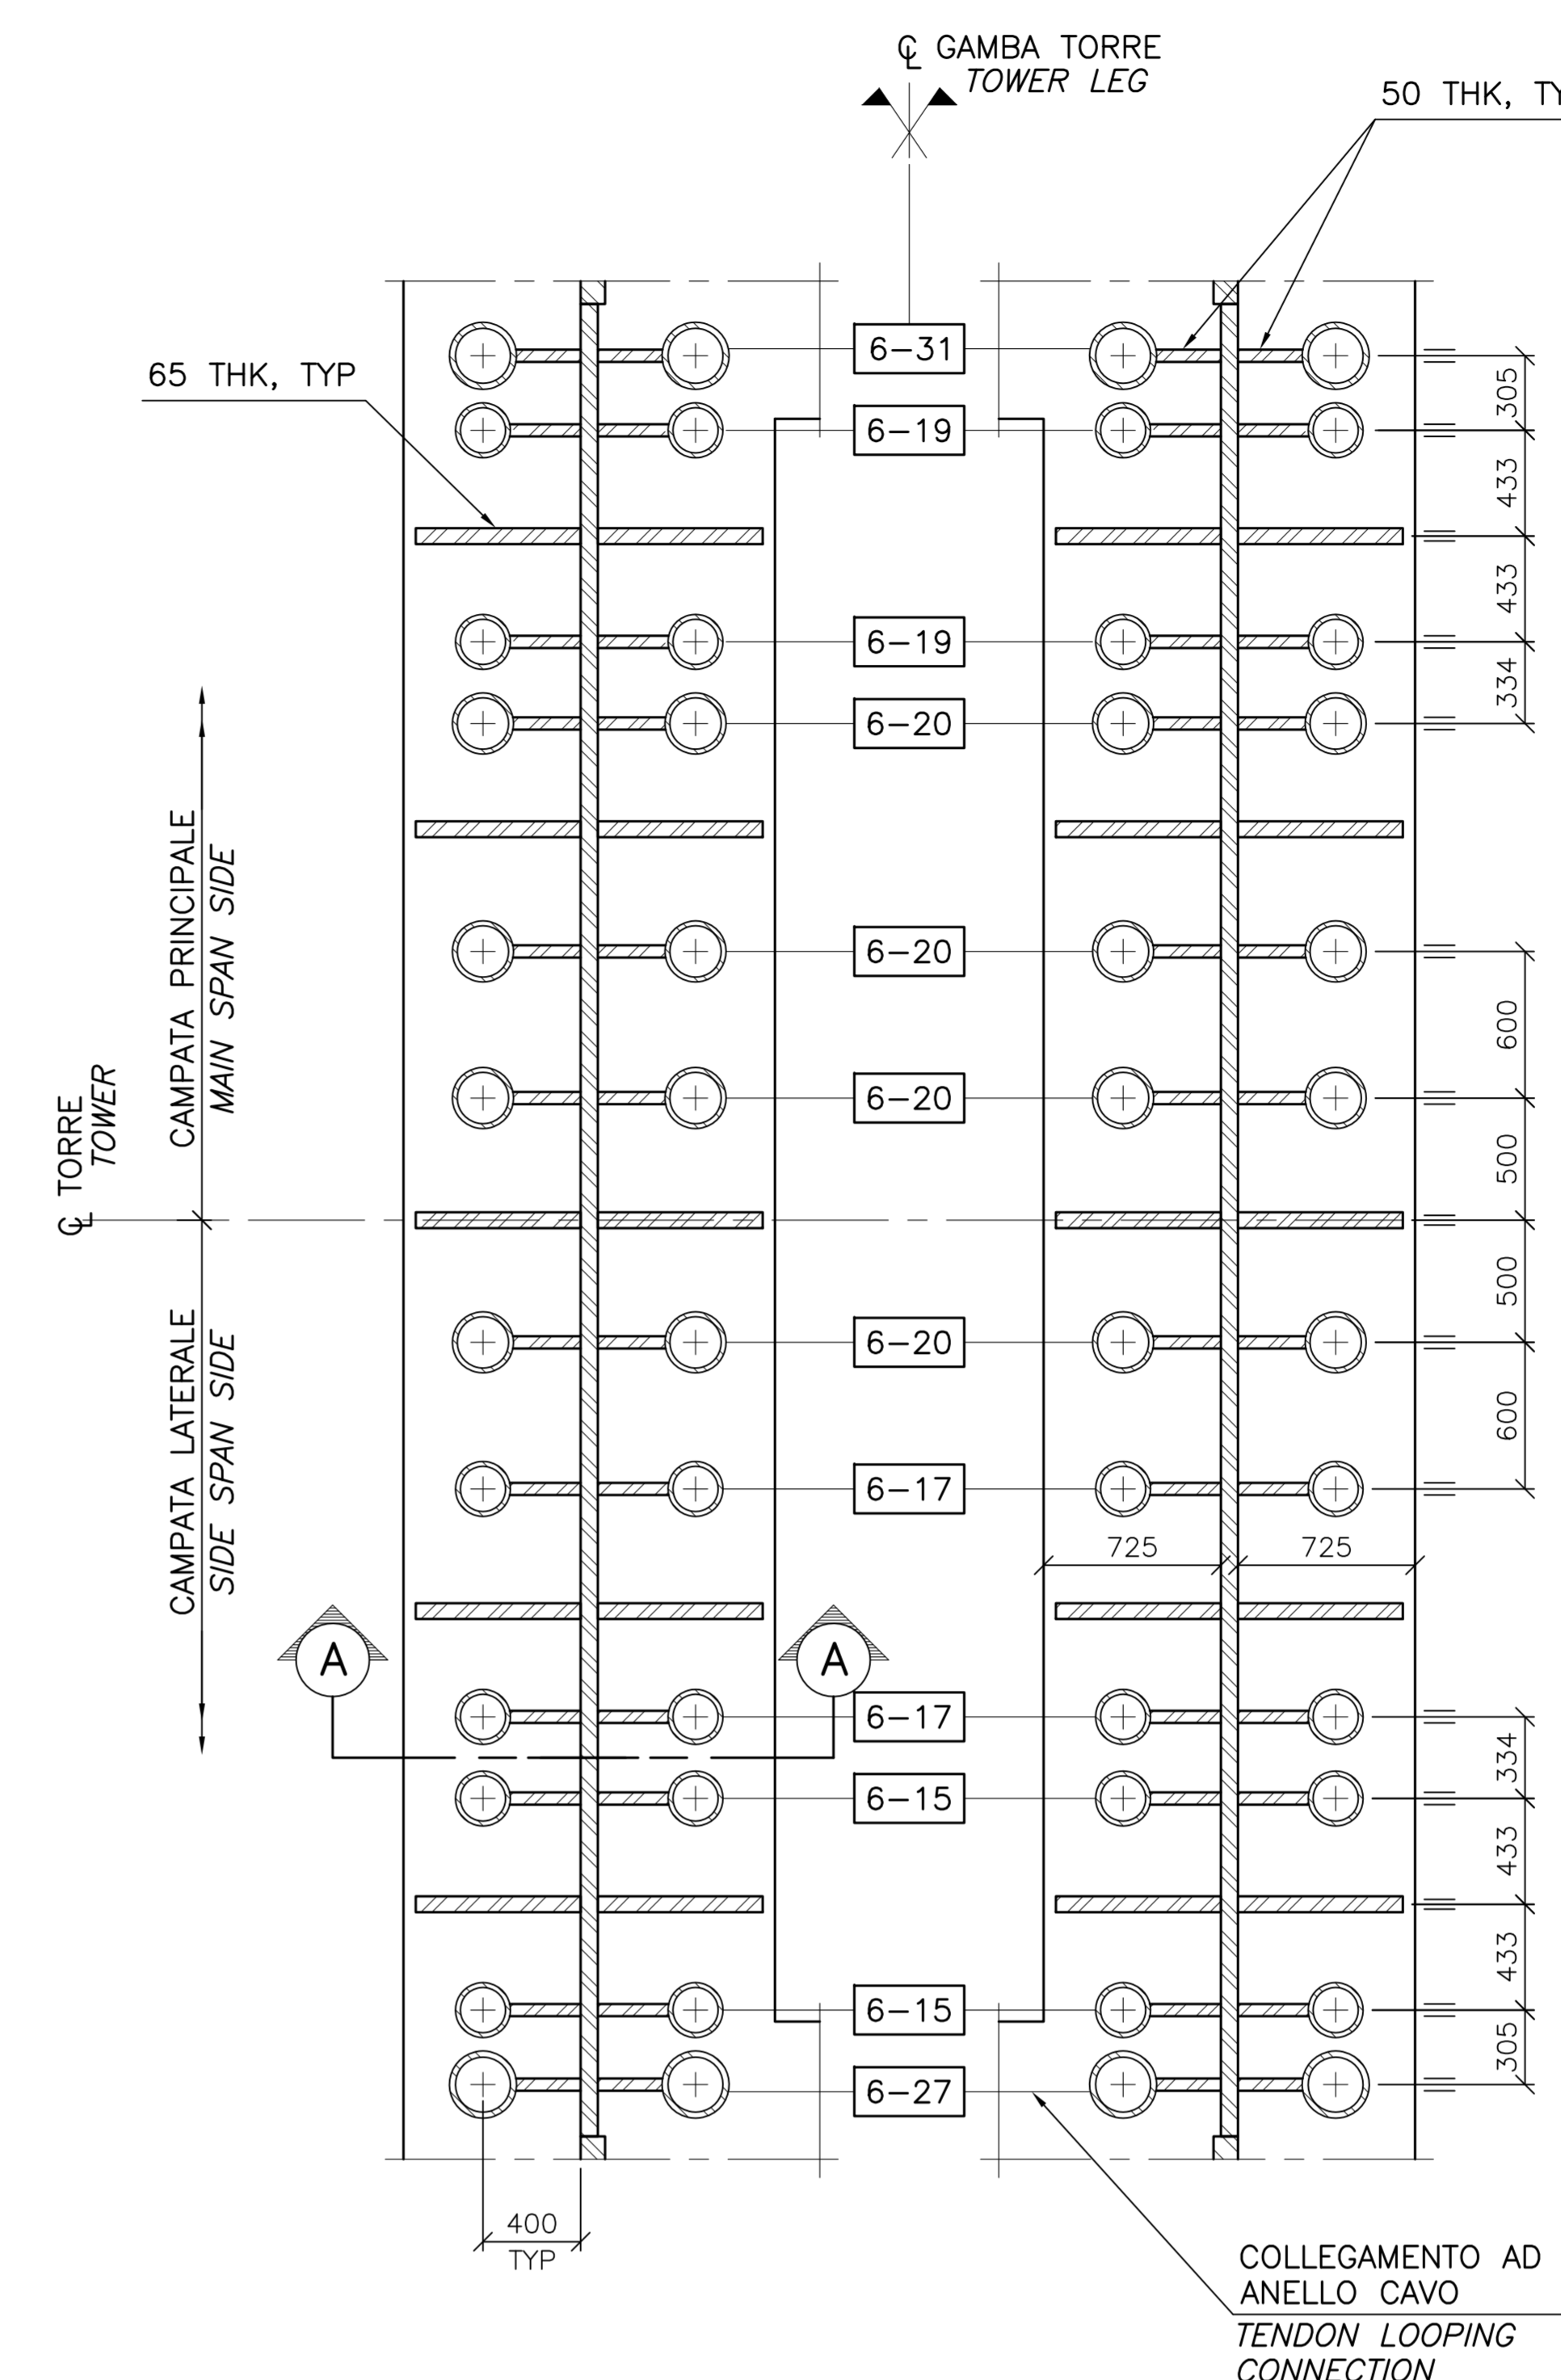 ℄ GAMBA TORRE
TOWER LEG
50 THK, TY
65 THK, TYP
6-31
305
6-19
433
433
6-19
334
6-20
CAMPATA PRINCIPALE
MAIN SPAN SIDE
6-20
600
6-20
℄ TORRE
TOWER
500
CAMPATA LATERALE
SIDE SPAN SIDE
500
6-20
600
6-17
725
725
A
A
6-17
334
6-15
433
433
6-15
305
6-27
400
TYP
COLLEGAMENTO AD
ANELLO CAVO
TENDON LOOPING
CONNECTION